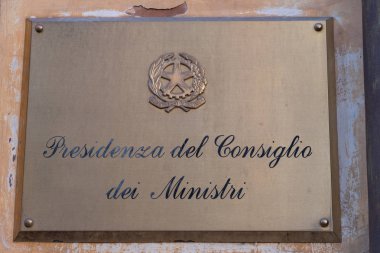 Presidenza del Consiglio
dei Ministri